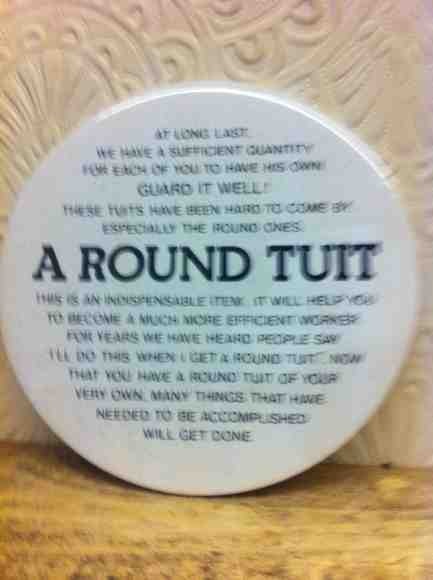 AT LONG LAST,
WE HAVE A SUFFICIENT QUANTITY
FOR EACH OF YOU TO HAVE HIS OWN!
GUARD IT WELL!
THESE TUITS HAVE BEEN HARD TO COME BY.
ESPECIALLY THE ROUND ONES.
A ROUND TUIT
THIS IS AN INDISPENSABLE ITEM. IT WILL HELP YOU
TO BECOME A MUCH MORE EFFICIENT WORKER.
FOR YEARS WE HAVE HEARD PEOPLE SAY
I'LL DO THIS WHEN I GET A ROUND TUIT". NOW
THAT YOU HAVE A ROUND TUIT OF YOUR
VERY OWN, MANY THINGS THAT HAVE
NEEDED TO BE ACCOMPLISHED
WILL GET DONE.